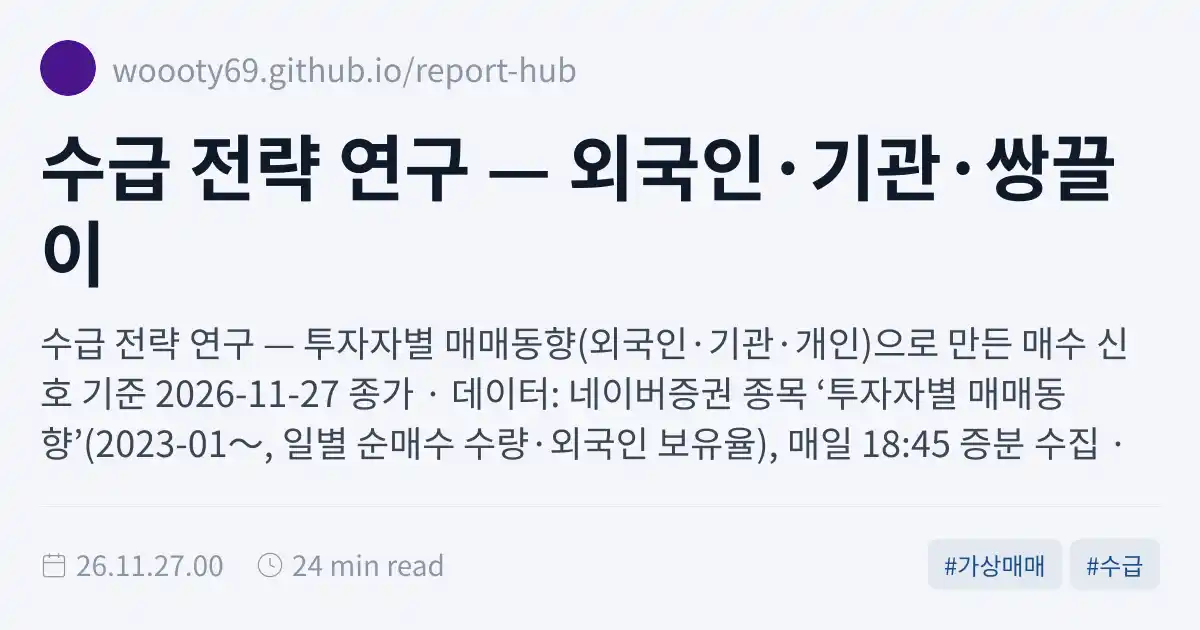 woooty69.github.io/report-hub
수급 전략 연구 — 외국인·기관·쌍끌
이
수급 전략 연구 — 투자자별 매매동향(외국인·기관·개인)으로 만든 매수 신
호 기준 2026-11-27 종가 · 데이터: 네이버증권 종목 ‘투자자별 매매동
향’(2023-01～, 일별 순매수 수량·외국인 보유율), 매일 18:45 증분 수집 ·
26.11.27.00
24 min read
#가상매매
#수급